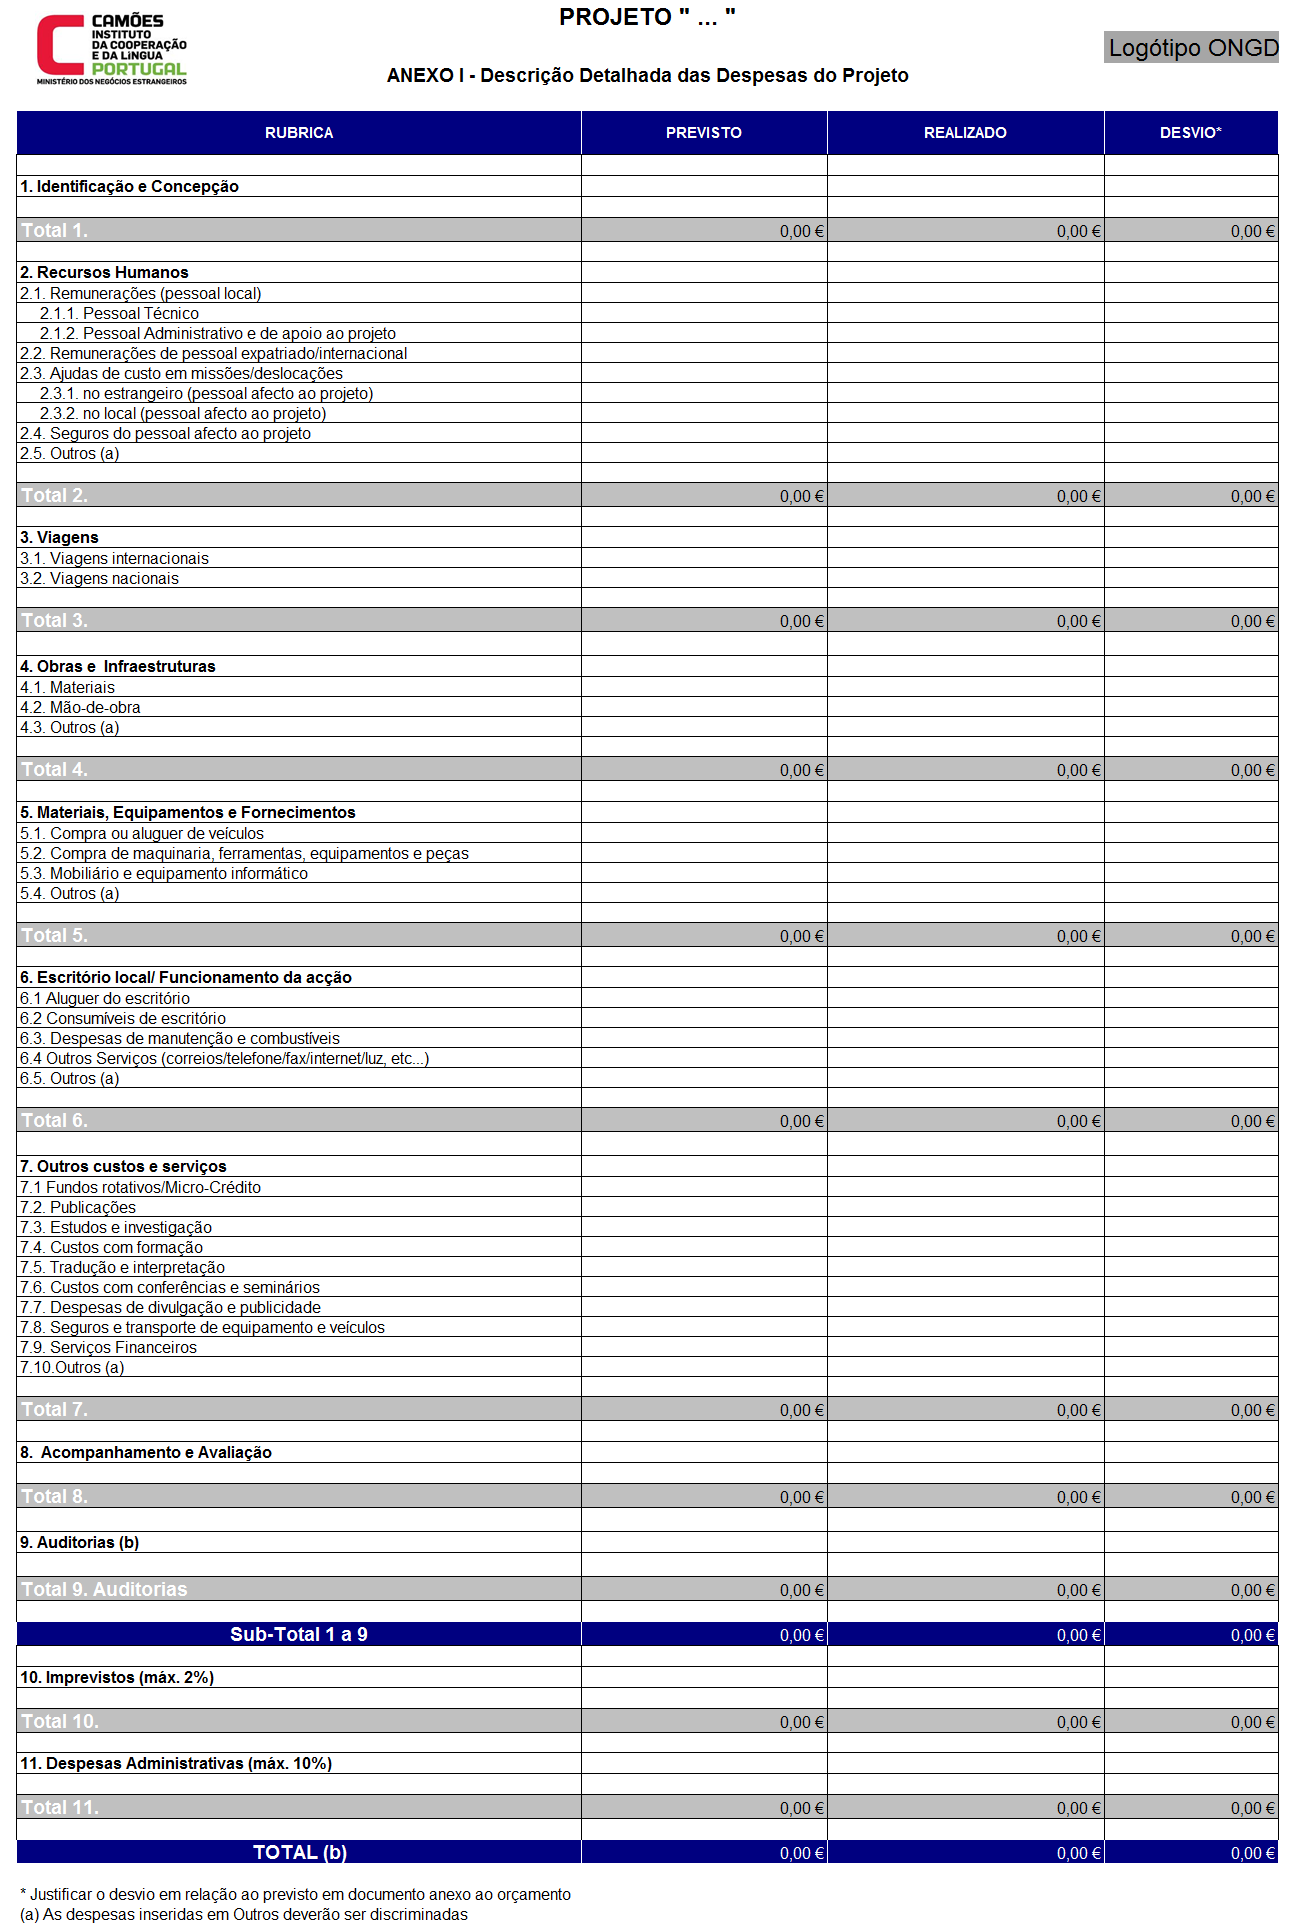 CAMÕES
INSTITUTO
DA COOPERAÇÃO
E DA LÍNGUA
PORTUGAL
MINISTÉRIO DOS NEGÓCIOS ESTRANGEIROS
PROJETO " ... "
Logótipo ONGD
ANEXO I - Descrição Detalhada das Despesas do Projeto
RUBRICA PREVISTO REALIZADO DESVIO*
1. Identificação e Concepção
Total 1. 0,00 € 0,00 € 0,00 €
2. Recursos Humanos
2.1. Remunerações (pessoal local)
2.1.1. Pessoal Técnico
2.1.2. Pessoal Administrativo e de apoio ao projeto
2.2. Remunerações de pessoal expatriado/internacional
2.3. Ajudas de custo em missões/deslocações
2.3.1. no estrangeiro (pessoal afecto ao projeto)
2.3.2. no local (pessoal afecto ao projeto)
2.4. Seguros do pessoal afecto ao projeto
2.5. Outros (a)
Total 2. 0,00 € 0,00 € 0,00 €
3. Viagens
3.1. Viagens internacionais
3.2. Viagens nacionais
Total 3. 0,00 € 0,00 € 0,00 €
4. Obras e Infraestruturas
4.1. Materiais
4.2. Mão-de-obra
4.3. Outros (a)
Total 4. 0,00 € 0,00 € 0,00 €
5. Materiais, Equipamentos e Fornecimentos
5.1. Compra ou aluguer de veículos
5.2. Compra de maquinaria, ferramentas, equipamentos e peças
5.3. Mobiliário e equipamento informático
5.4. Outros (a)
Total 5. 0,00 € 0,00 € 0,00 €
6. Escritório local/ Funcionamento da acção
6.1 Aluguer do escritório
6.2 Consumíveis de escritório
6.3. Despesas de manutenção e combustíveis
6.4 Outros Serviços (correios/telefone/fax/internet/luz, etc...)
6.5. Outros (a)
Total 6. 0,00 € 0,00 € 0,00 €
7. Outros custos e serviços
7.1 Fundos rotativos/Micro-Crédito
7.2. Publicações
7.3. Estudos e investigação
7.4. Custos com formação
7.5. Tradução e interpretação
7.6. Custos com conferências e seminários
7.7. Despesas de divulgação e publicidade
7.8. Seguros e transporte de equipamento e veículos
7.9. Serviços Financeiros
7.10.Outros (a)
Total 7. 0,00 € 0,00 € 0,00 €
8. Acompanhamento e Avaliação
Total 8. 0,00 € 0,00 € 0,00 €
9. Auditorias (b)
Total 9. Auditorias 0,00 € 0,00 € 0,00 €
Sub-Total 1 a 9 0,00 € 0,00 € 0,00 €
10. Imprevistos (máx. 2%)
Total 10. 0,00 € 0,00 € 0,00 €
11. Despesas Administrativas (máx. 10%)
Total 11. 0,00 € 0,00 € 0,00 €
TOTAL (b) 0,00 € 0,00 € 0,00 €
* Justificar o desvio em relação ao previsto em documento anexo ao orçamento
(a) As despesas inseridas em Outros deverão ser discriminadas